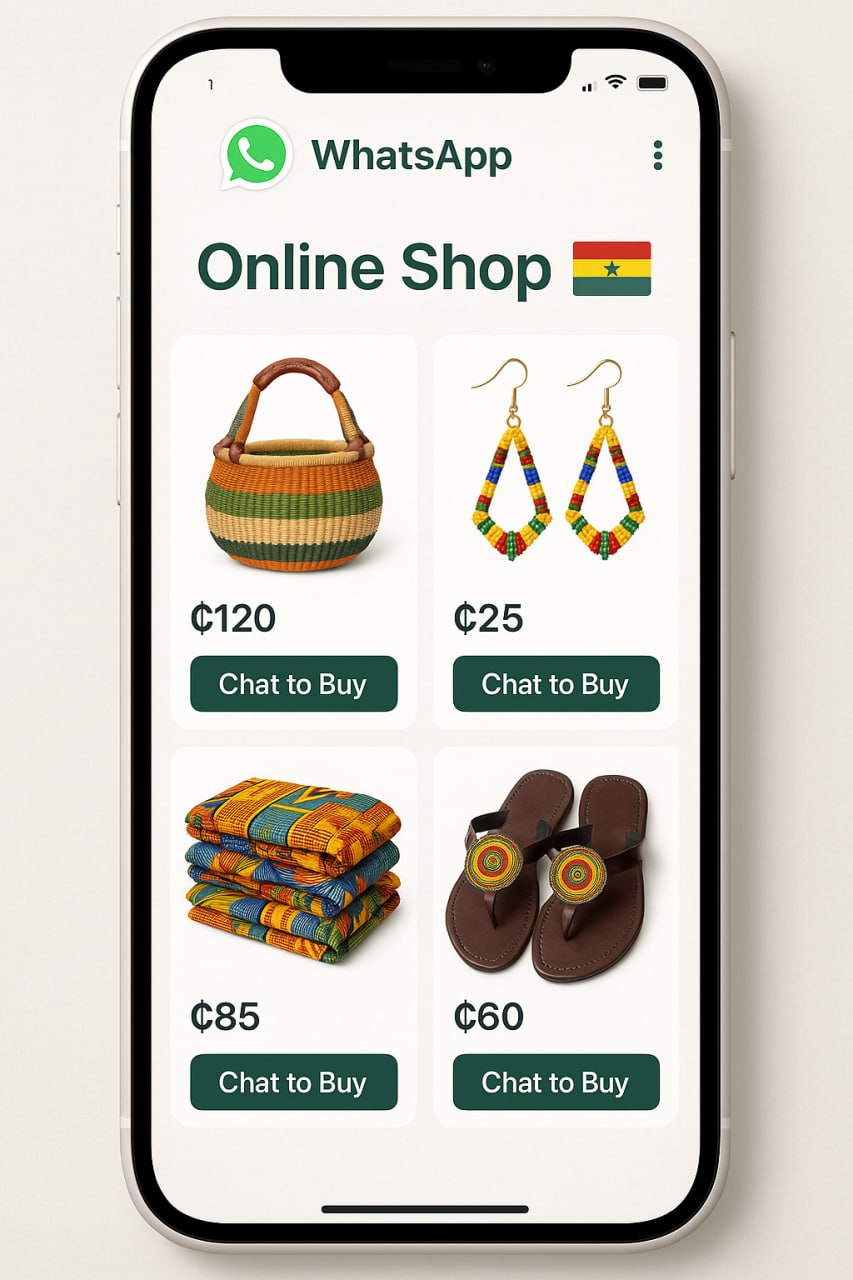 1
WhatsApp
Online Shop
₵120
₵25
Chat to Buy
Chat to Buy
₵85
₵60
Chat to Buy
Chat to Buy